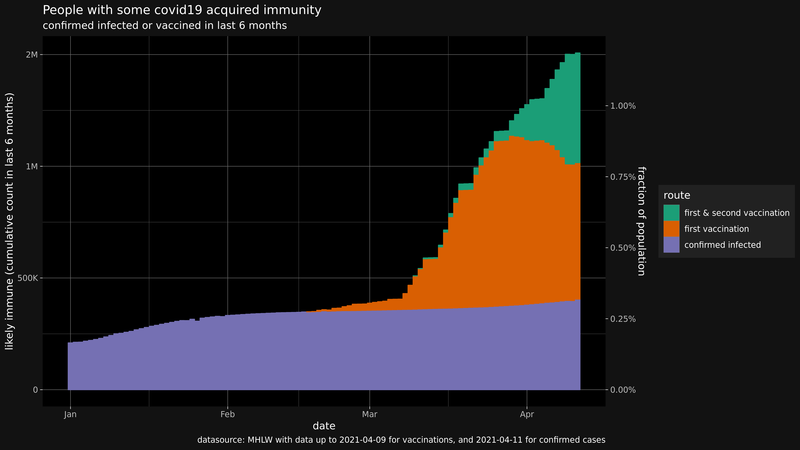 People with some covid19 acquired immunity
confirmed infected or vaccined in last 6 months
likely immune (cumulative count in last 6 months)
2M
1M
500K
0
1.00%
0.75%
0.50%
0.25%
0.00%
fraction of population
route
first & second vaccination
first vaccination
confirmed infected
Jan Feb Mar Apr
date
datasource: MHLW with data up to 2021-04-09 for vaccinations, and 2021-04-11 for confirmed cases